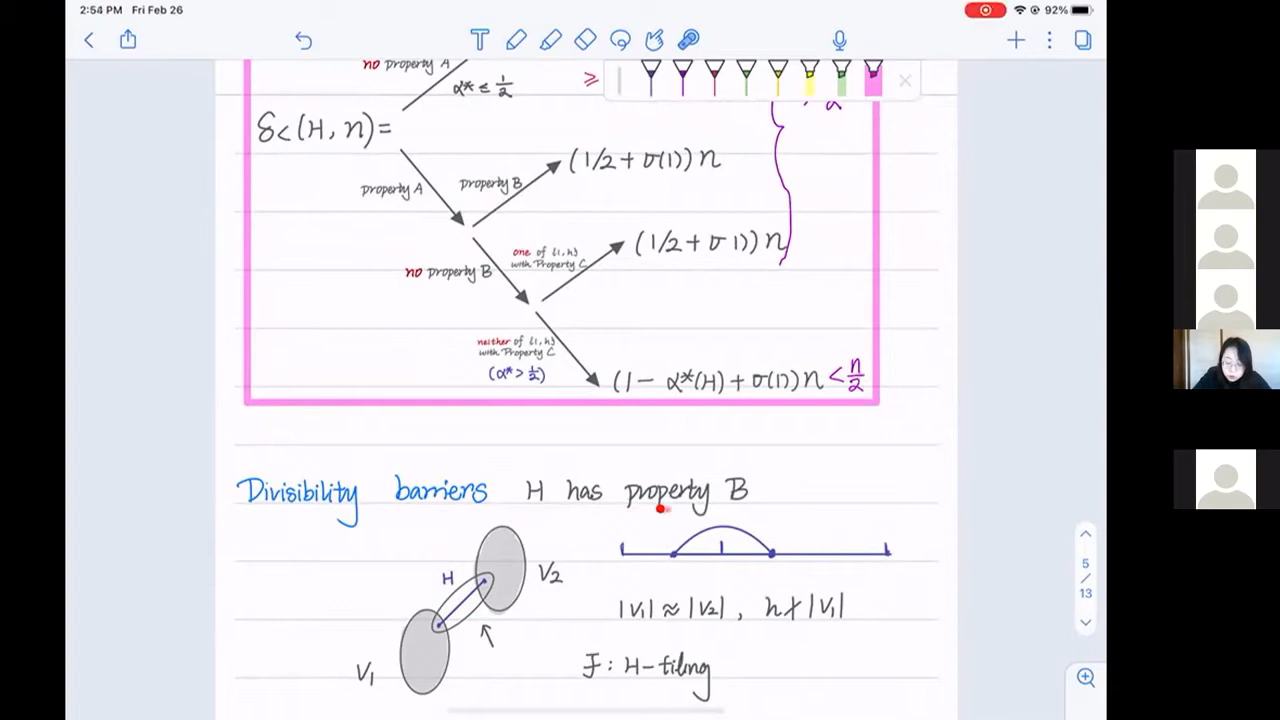 2:54 PM Fri Feb 26
92%
no property A
α* ≤ 1/2
≥
δ<(H, n) =
property A
property B
(1/2 + σ(1)) n
no property B
one of {1, h}
with Property C
(1/2 + σ 1)) n
neither of {1, h}
with Property C
(α* > 1/2)
(1 − α*(H) + σ(1)) n < n/2
Divisibility barriers H has property B
H
V2
V1
|V1| ≈ |V2| , h ∤ |V1|
F : H-tiling
5
/
13